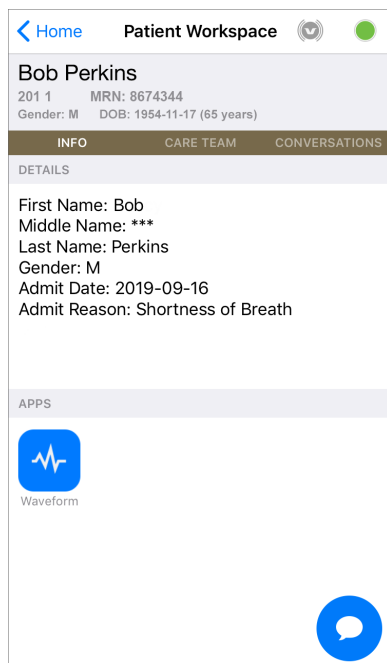 Home Patient Workspace
Bob Perkins
201 1 MRN: 8674344
Gender: M DOB: 1954-11-17 (65 years)
INFO CARE TEAM CONVERSATIONS
DETAILS
First Name: Bob
Middle Name: ***
Last Name: Perkins
Gender: M
Admit Date: 2019-09-16
Admit Reason: Shortness of Breath
APPS
Waveform